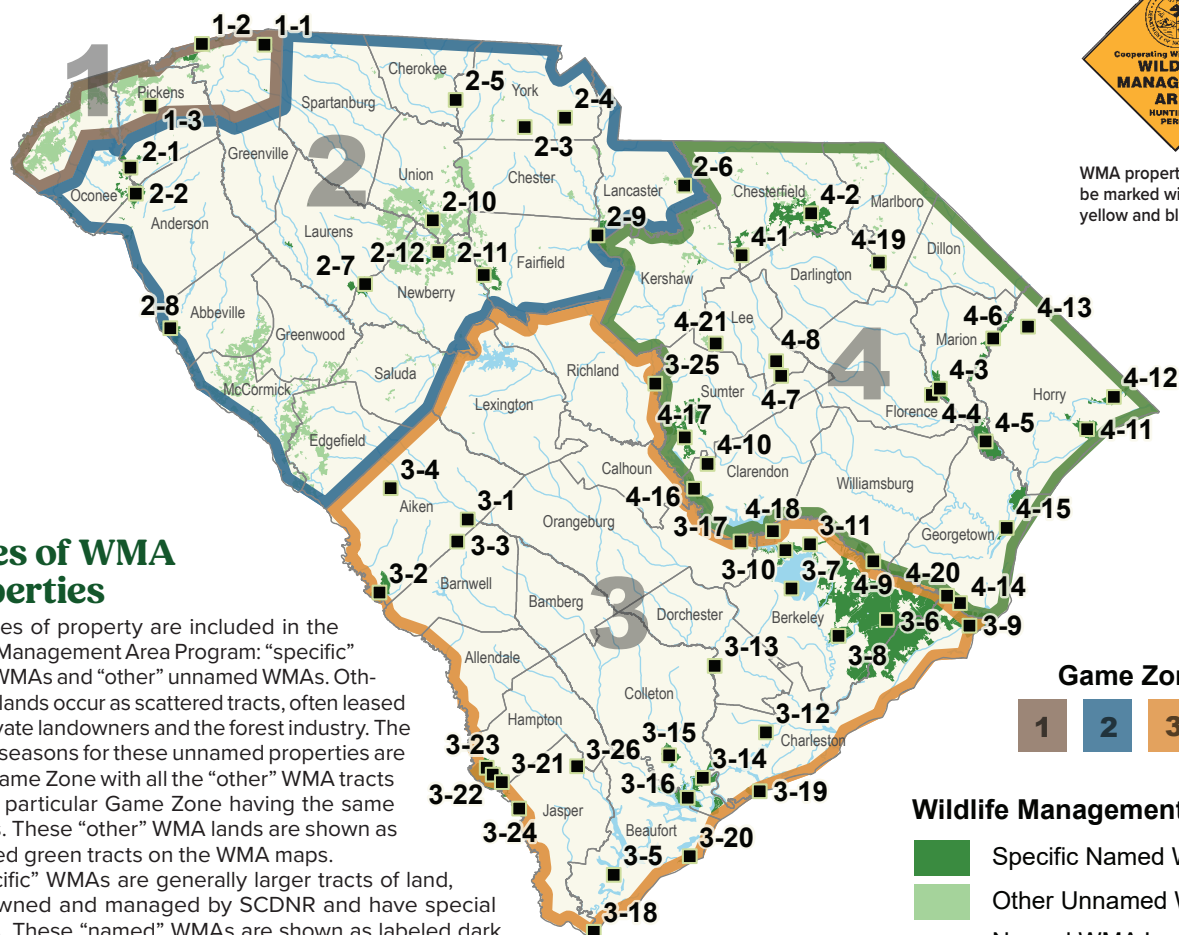 1-2
1-1
1
Pickens
1-3
Cherokee
2-5
York
2-4
Spartanburg
2-3
2-1
Greenville
2
Oconee
2-2
Union
Chester
2-6
Lancaster
Chesterfield
4-2
Marlboro
Anderson
2-10
2-9
Laurens
4-1
4-19
Dillon
2-7
2-12
2-11
Fairfield
Kershaw
Darlington
Newberry
2-8
Abbeville
Greenwood
4-21
Lee
4-6
4-13
4-8
4
Marion
Saluda
Richland
3-25
McCormick
Lexington
Sumter
4-7
4-3
4-12
Horry
Florence
4-4
4-5
4-17
4-11
Edgefield
4-10
Calhoun
Clarendon
3-4
Williamsburg
Aiken
3-1
4-16
4-18
4-15
Orangeburg
3-17
3-11
Georgetown
3-3
3-10
3-7
4-9
4-20
4-14
3-2
Barnwell
3
Bamberg
Dorchester
Berkeley
3-6
3-9
Allendale
3-13
3-8
Colleton
Hampton
3-12
3-15
Charleston
3-23
3-21
3-26
3-14
3-22
3-16
3-19
3-24
Jasper
Beaufort
3-20
3-5
3-18
Cooperating
WILD
MANAG
AR
HUNTI
PER
WMA propert
be marked wi
yellow and bl
es of WMA
perties
es of property are included in the
Management Area Program: “specific”
WMAs and “other” unnamed WMAs. Oth-
lands occur as scattered tracts, often leased
vate landowners and the forest industry. The
seasons for these unnamed properties are
ame Zone with all the “other” WMA tracts
particular Game Zone having the same
s. These “other” WMA lands are shown as
ed green tracts on the WMA maps.
cific” WMAs are generally larger tracts of land,
wned and managed by SCDNR and have special
. These “named” WMAs are shown as labeled dark
Game Zon
1
2
3
Wildlife Management
Specific Named W
Other Unnamed W